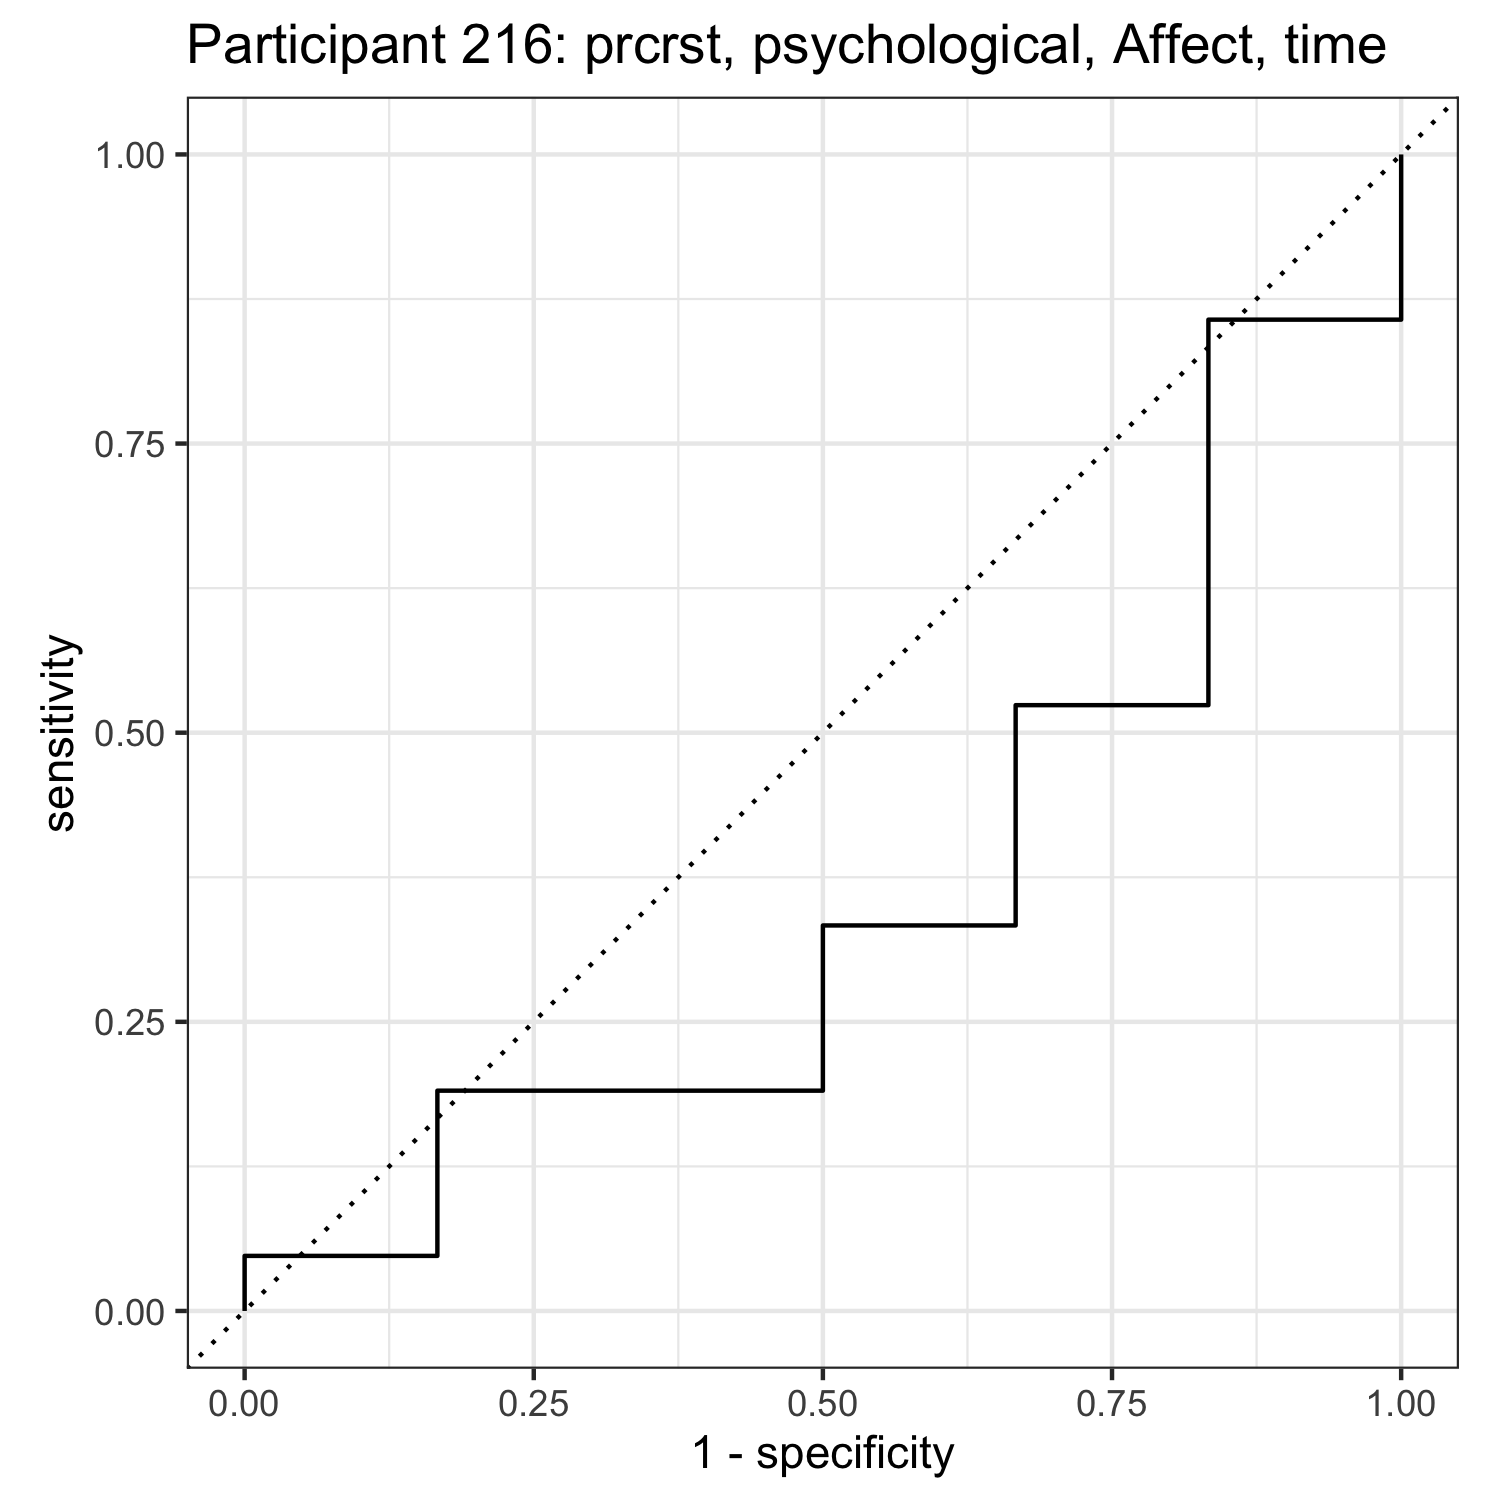 Participant 216: prcrst, psychological, Affect, time
1.00
0.75
0.50
0.25
0.00
sensitivity
0.00 0.25 0.50 0.75 1.00
1 - specificity